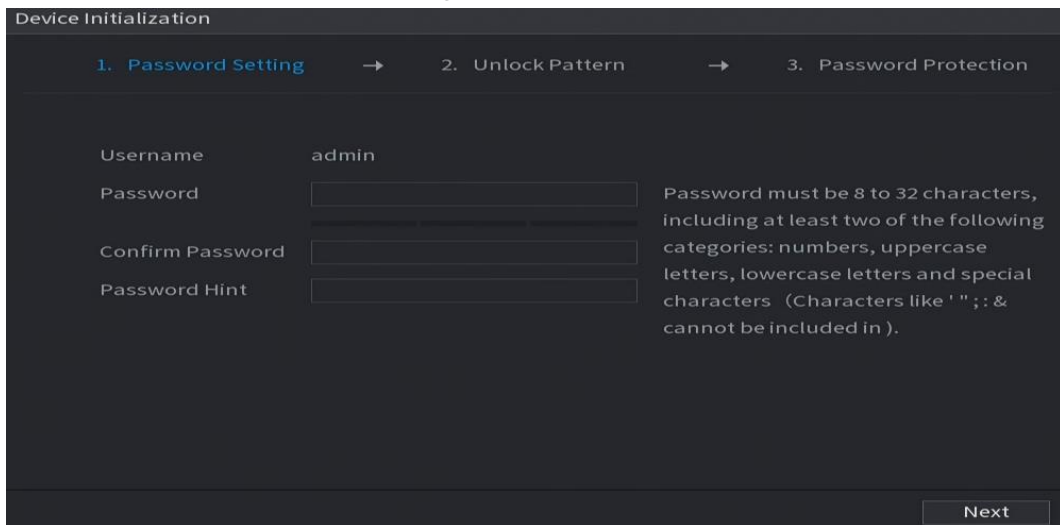 Device Initialization
1. Password Setting → 2. Unlock Pattern → 3. Password Protection
Username admin
Password
Password must be 8 to 32 characters,
including at least two of the following
Confirm Password
categories: numbers, uppercase
letters, lowercase letters and special
Password Hint
characters (Characters like ' " ; : &
cannot be included in ).
Next